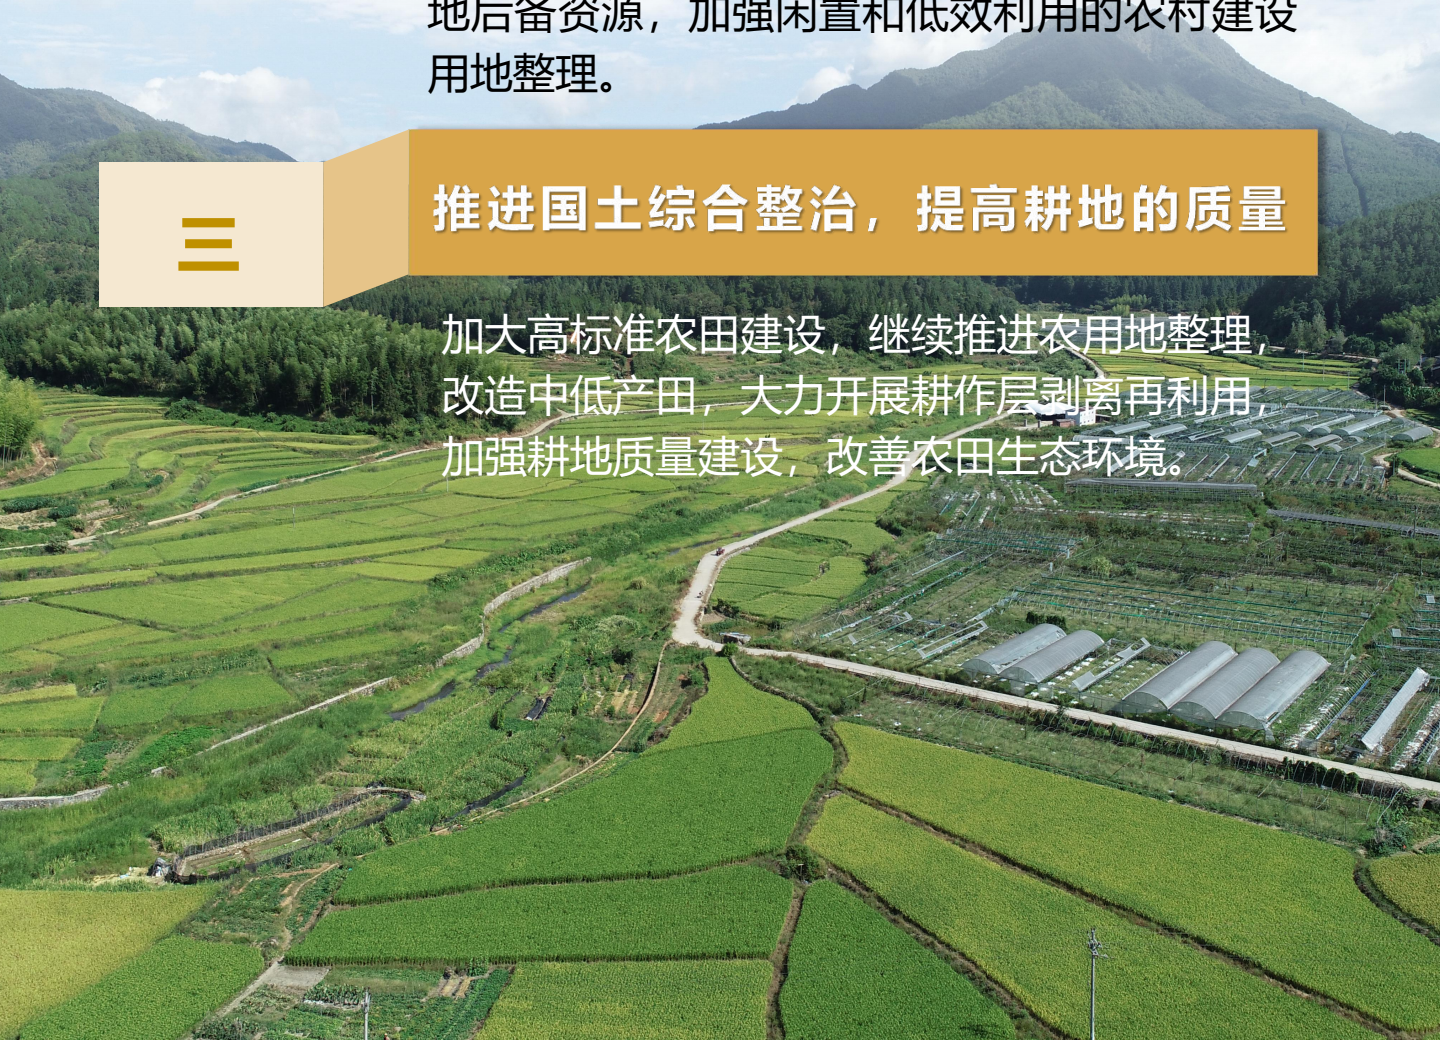 地后备资源，加强闲置和低效利用的农村建设
用地整理。
三
推进国土综合整治，提高耕地的质量
加大高标准农田建设，继续推进农用地整理，
改造中低产田，大力开展耕作层剥离再利用，
加强耕地质量建设，改善农田生态环境。